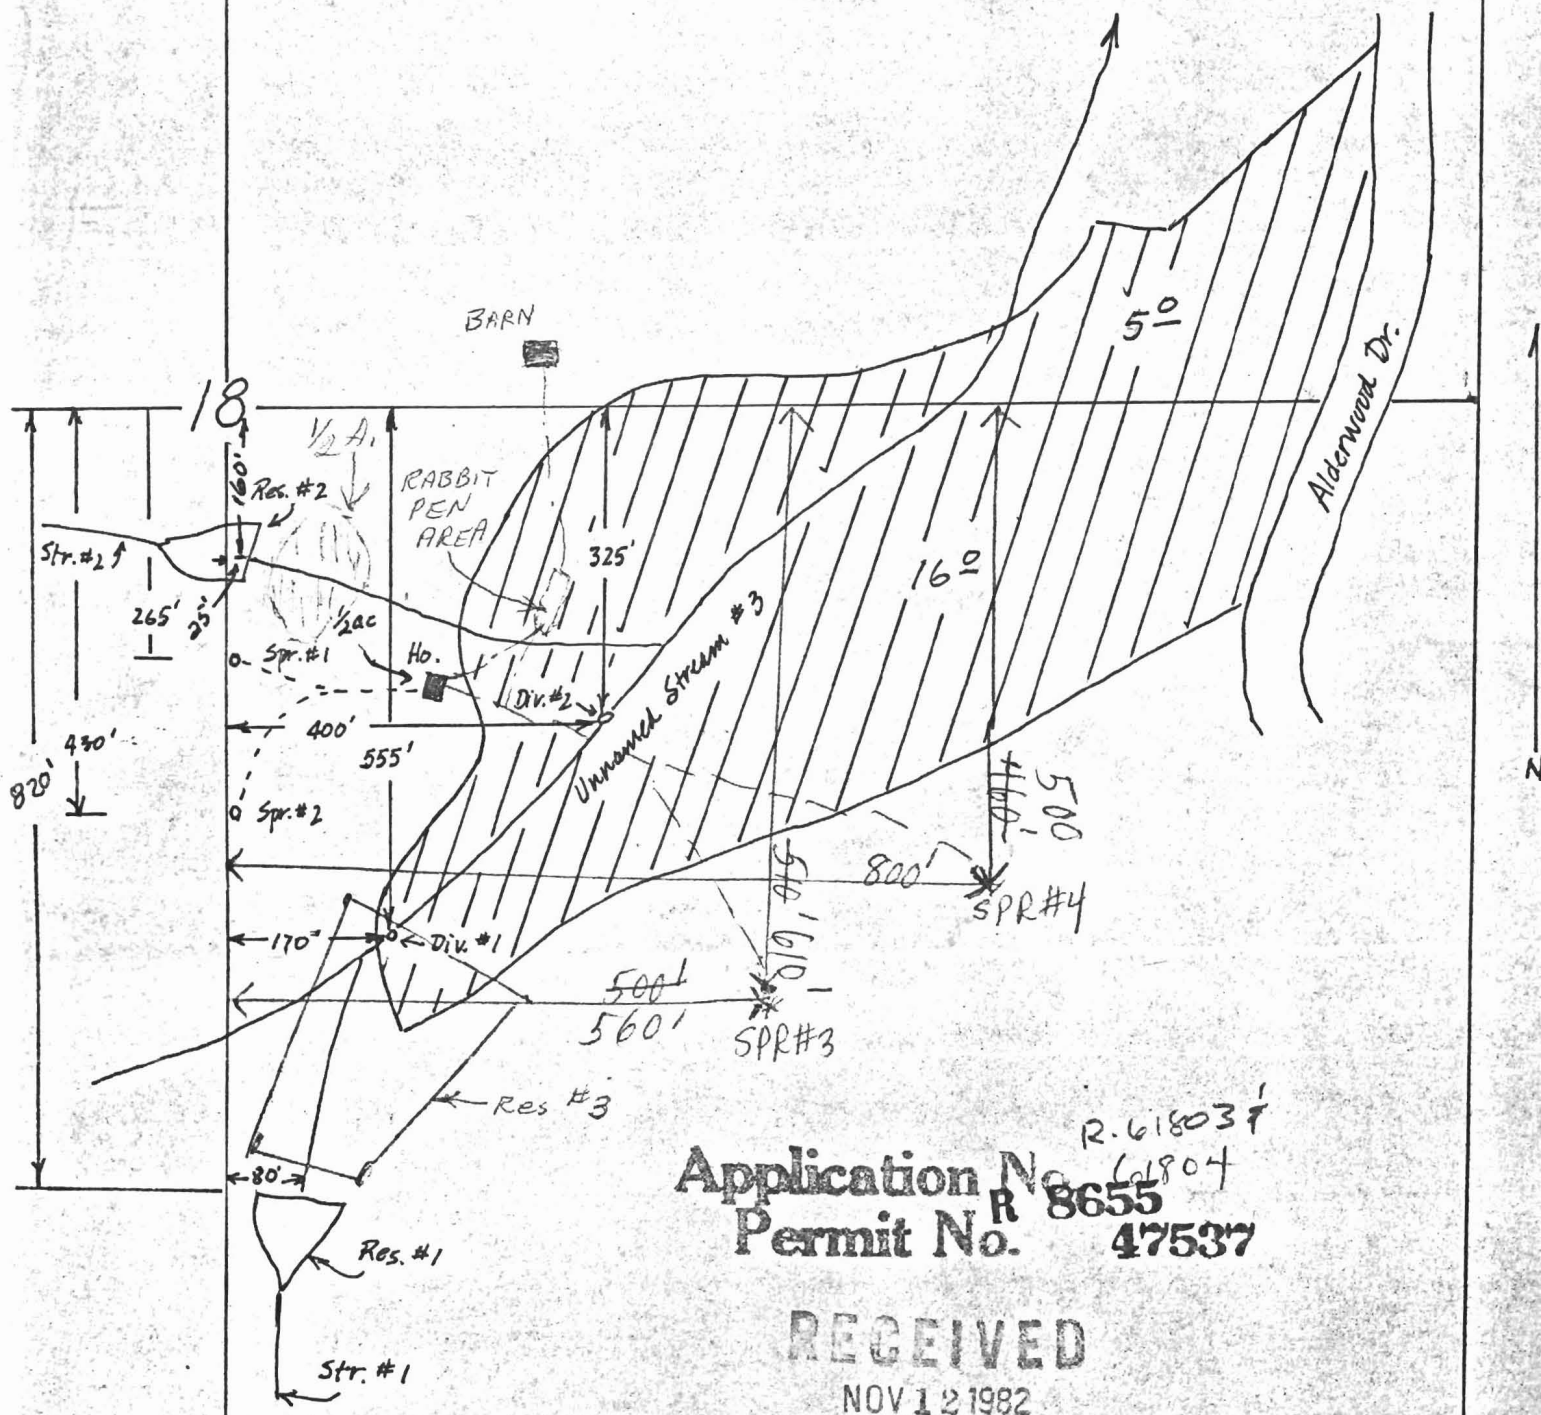 BARN
5º
Alderwood Dr.
18
½ A.
160'
Res. #2
RABBIT
PEN
AREA
Str. #2
325'
16º
265'
25'
½ ac
Spr. #1
Ho.
Div. #2
Unnamed Stream #3
400'
555'
430'
820'
N
Spr. #2
500
460'
800'
SPR #4
510'
610'
170'
Div. #1
500'
560'
SPR #3
Res #3
80'
R. 61803 &
61804
Application No.
R 8655
Permit No. 47537
Res. #1
RECEIVED
NOV 12 1982
Str. #1